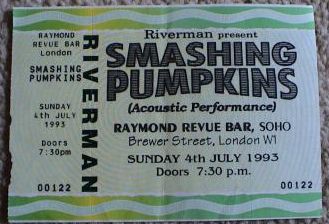 RAYMOND
REVUE BAR
London
SMASHING
PUMPKINS
SUNDAY
4th JULY
1993
DOORS
7:30pm
00122
RIVERMAN
Riverman present
SMASHING
PUMPKINS
(Acoustic Performance)
RAYMOND REVUE BAR, SOHO
Brewer Street, London W1
SUNDAY 4th JULY 1993
Doors 7:30 p.m.
00122